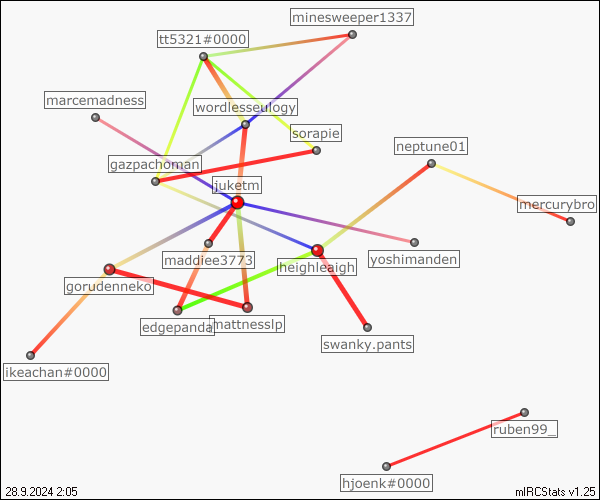 minesweeper1337
tt5321#0000
marcemadness
wordlesseulogy
sorapie
neptune01
gazpachoman
juketm
mercurybro
maddiee3773
heighleaigh
yoshimanden
gorudenneko
edgepanda
mattnesslp
swanky.pants
ikeachan#0000
ruben99_
hjoenk#0000
28.9.2024 2:05
mIRCStats v1.25